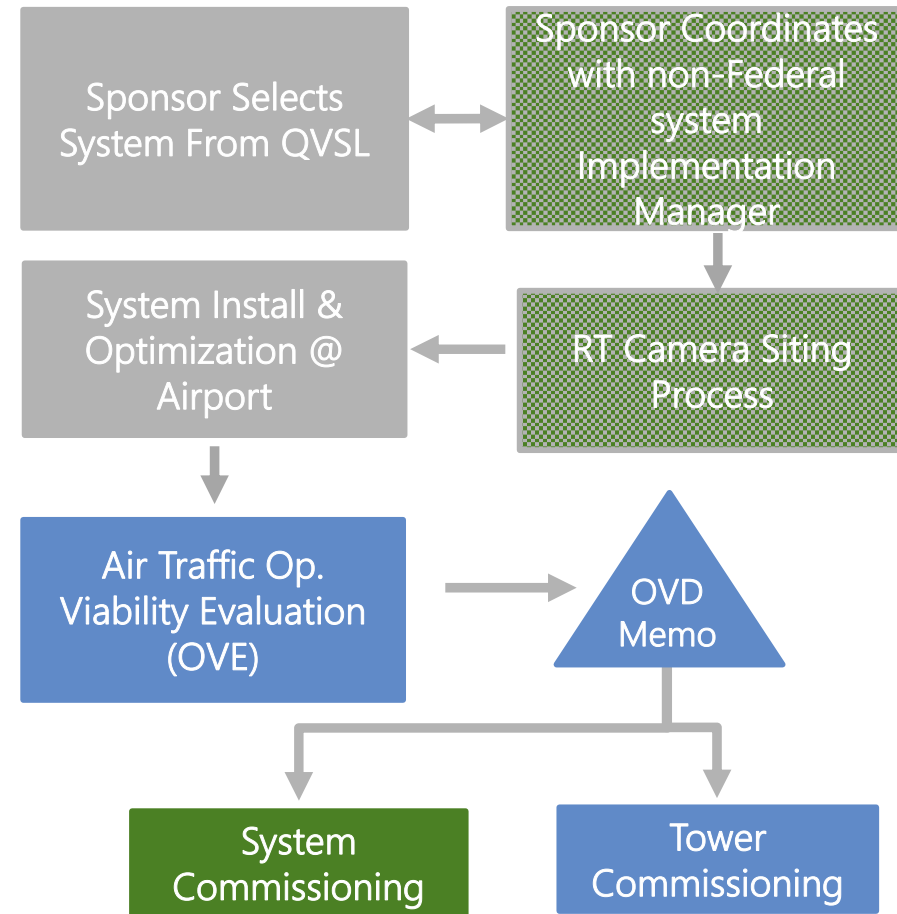 Sponsor Selects
System From QVSL
Sponsor Coordinates
with non-Federal
system
Implementation
Manager
System Install &
Optimization @
Airport
RT Camera Siting
Process
Air Traffic Op.
Viability Evaluation
(OVE)
OVD
Memo
System
Commissioning
Tower
Commissioning